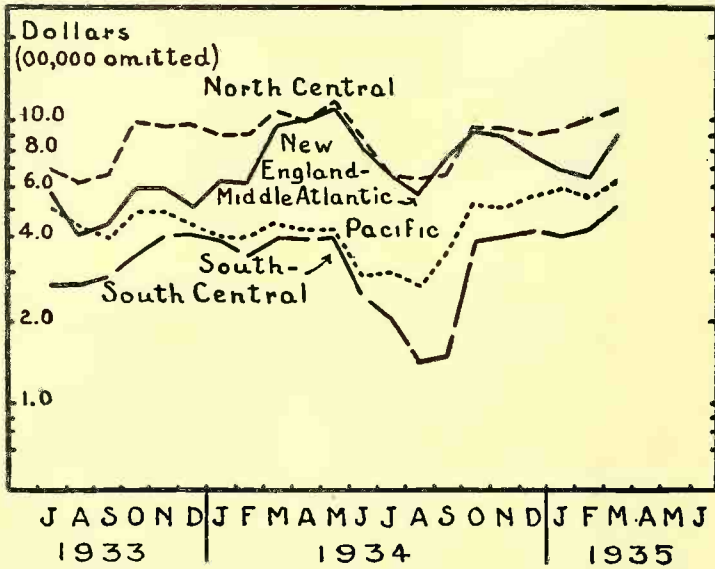 Dollars
(00,000 omitted)
North Central
10.0
8.0
New
England-
Middle Atlantic
6.0
4.0
Pacific
South-
South Central
2.0
1.0
J A S O N D J F M A M J J A S O N D J F M A M J
1933 1934 1935